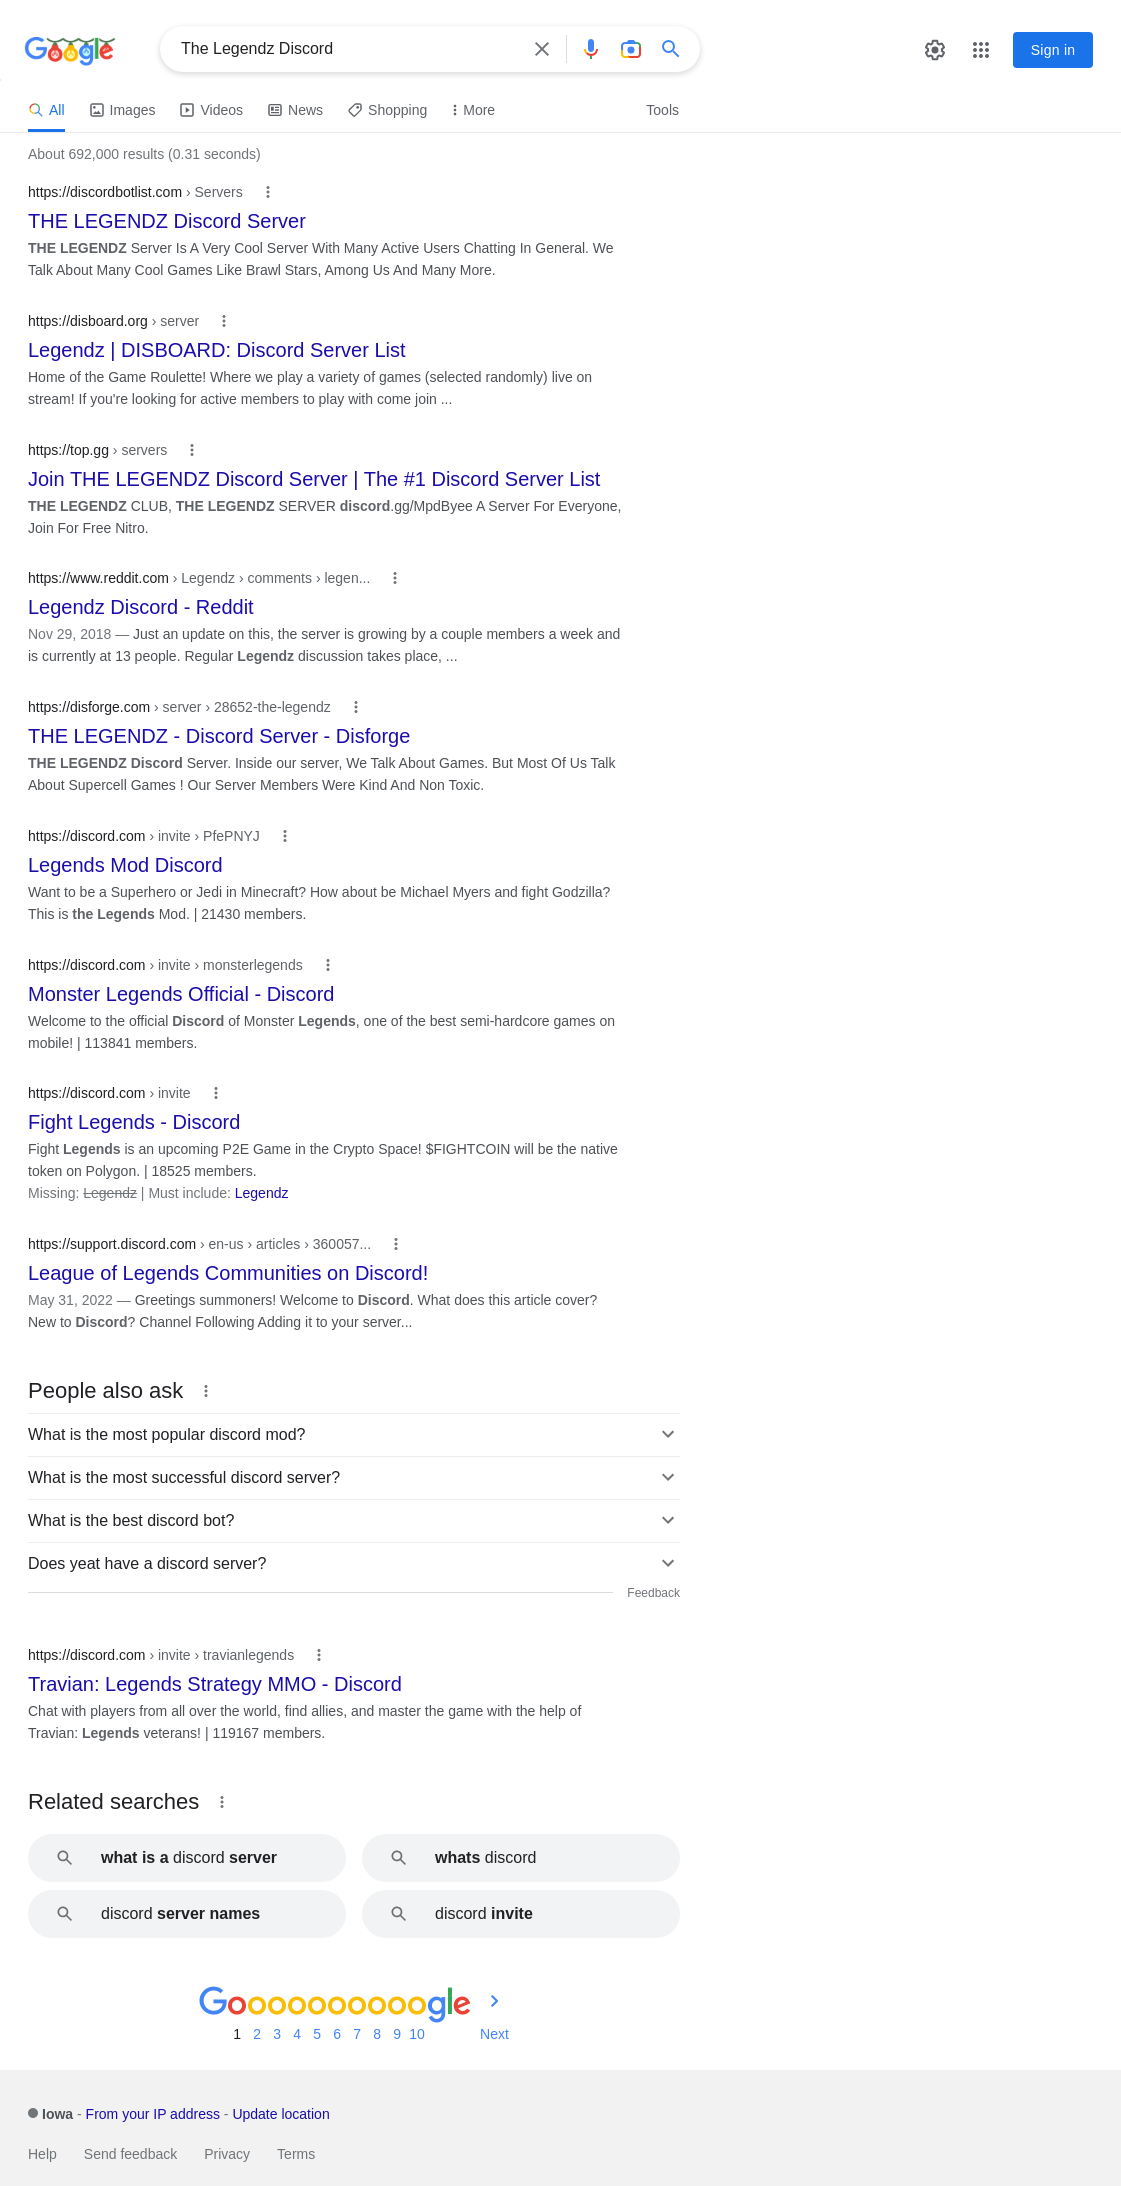 Google
The Legendz Discord
Sign in
All Images Videos News Shopping More Tools
About 692,000 results (0.31 seconds)
https://discordbotlist.com › Servers
THE LEGENDZ Discord Server
THE LEGENDZ Server Is A Very Cool Server With Many Active Users Chatting In General. We
Talk About Many Cool Games Like Brawl Stars, Among Us And Many More.
https://disboard.org › server
Legendz | DISBOARD: Discord Server List
Home of the Game Roulette! Where we play a variety of games (selected randomly) live on
stream! If you're looking for active members to play with come join ...
https://top.gg › servers
Join THE LEGENDZ Discord Server | The #1 Discord Server List
THE LEGENDZ CLUB, THE LEGENDZ SERVER discord.gg/MpdByee A Server For Everyone,
Join For Free Nitro.
https://www.reddit.com › Legendz › comments › legen...
Legendz Discord - Reddit
Nov 29, 2018 — Just an update on this, the server is growing by a couple members a week and
is currently at 13 people. Regular Legendz discussion takes place, ...
https://disforge.com › server › 28652-the-legendz
THE LEGENDZ - Discord Server - Disforge
THE LEGENDZ Discord Server. Inside our server, We Talk About Games. But Most Of Us Talk
About Supercell Games ! Our Server Members Were Kind And Non Toxic.
https://discord.com › invite › PfePNYJ
Legends Mod Discord
Want to be a Superhero or Jedi in Minecraft? How about be Michael Myers and fight Godzilla?
This is the Legends Mod. | 21430 members.
https://discord.com › invite › monsterlegends
Monster Legends Official - Discord
Welcome to the official Discord of Monster Legends, one of the best semi-hardcore games on
mobile! | 113841 members.
https://discord.com › invite
Fight Legends - Discord
Fight Legends is an upcoming P2E Game in the Crypto Space! $FIGHTCOIN will be the native
token on Polygon. | 18525 members.
Missing: Legendz | Must include: Legendz
https://support.discord.com › en-us › articles › 360057...
League of Legends Communities on Discord!
May 31, 2022 — Greetings summoners! Welcome to Discord. What does this article cover?
New to Discord? Channel Following Adding it to your server...
People also ask
What is the most popular discord mod?
What is the most successful discord server?
What is the best discord bot?
Does yeat have a discord server?
Feedback
https://discord.com › invite › travianlegends
Travian: Legends Strategy MMO - Discord
Chat with players from all over the world, find allies, and master the game with the help of
Travian: Legends veterans! | 119167 members.
Related searches
what is a discord server
whats discord
discord server names
discord invite
Goooooooooogle
1 2 3 4 5 6 7 8 9 10 Next
Iowa - From your IP address - Update location
Help Send feedback Privacy Terms